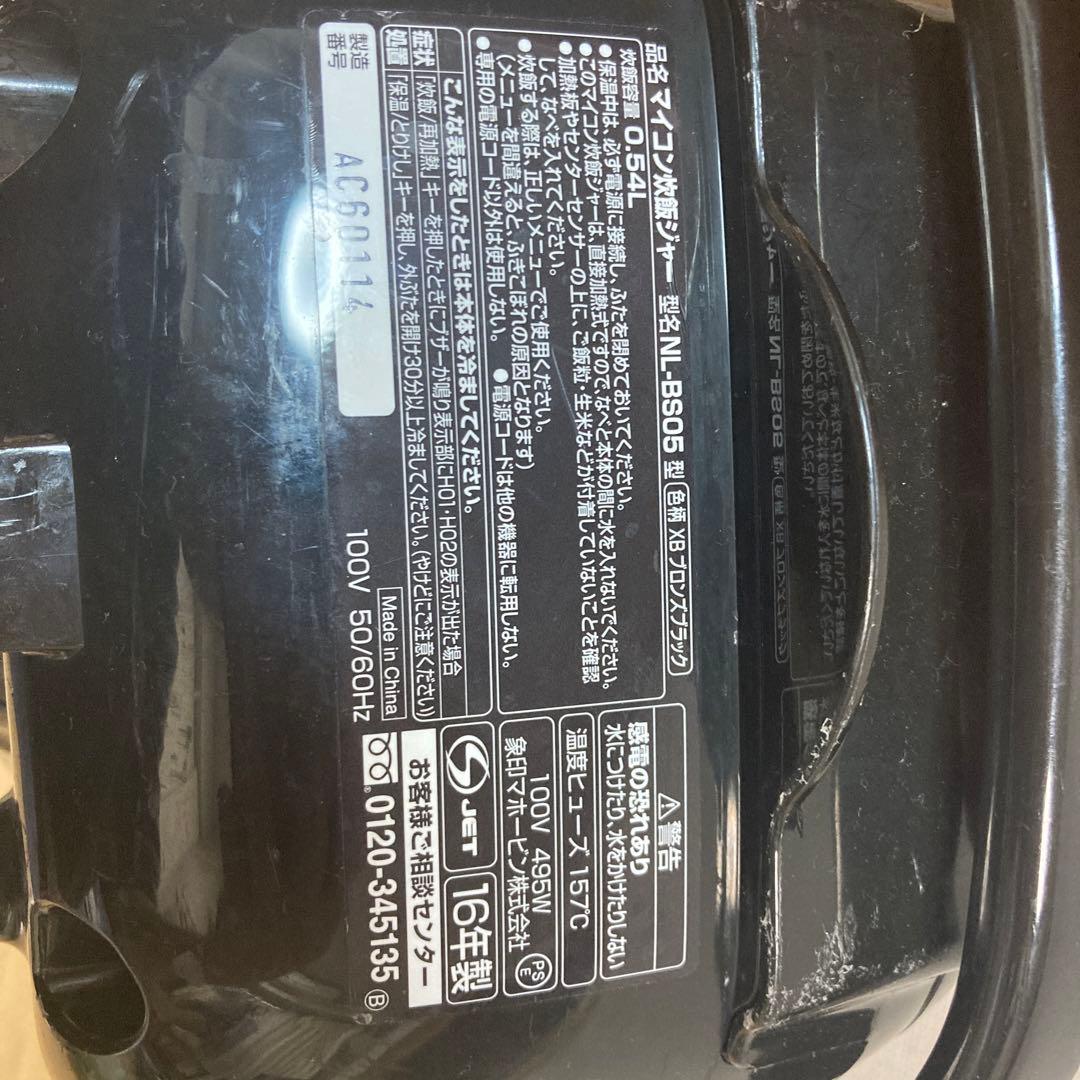 品名 マイコン炊飯ジャー 型名NL-BS05 型 色柄 XB ブロンズブラック
炊飯容量 0.54L
●保温中は、必ず電源に接続し、ふたを閉めておいてください。
●このマイコン炊飯ジャーは、直接加熱式ですので、なべと本体の間に水を入れないでください。
●加熱板やセンターセンサーの上に、ご飯粒・生米などが付着していないことを確認
して、なべを入れてください。
●炊飯する際は、正しいメニューでご使用ください。
(メニューを間違えると、ふきこぼれの原因となります)
●専用の電源コード以外は使用しない。 ●電源コードは他の機器に転用しない。
こんな表示をしたときは本体を冷ましてください。
症状 「炊飯/再加熱」キーを押したときにブザーが鳴り表示部にH01・H02の表示が出た場合
処置 「保温/とりけし」キーを押し、外ぶたを開け30分以上冷ましてください。(やけどにご注意ください)
製造
番号 AC60114
Made in China
100V 50/60Hz
警告
感電の恐れあり
水につけたり、水をかけたりしない
温度ヒューズ 157℃
100V 495W
象印マホービン株式会社
PS
E
JET 16年製
お客様ご相談センター
0120-345135 B